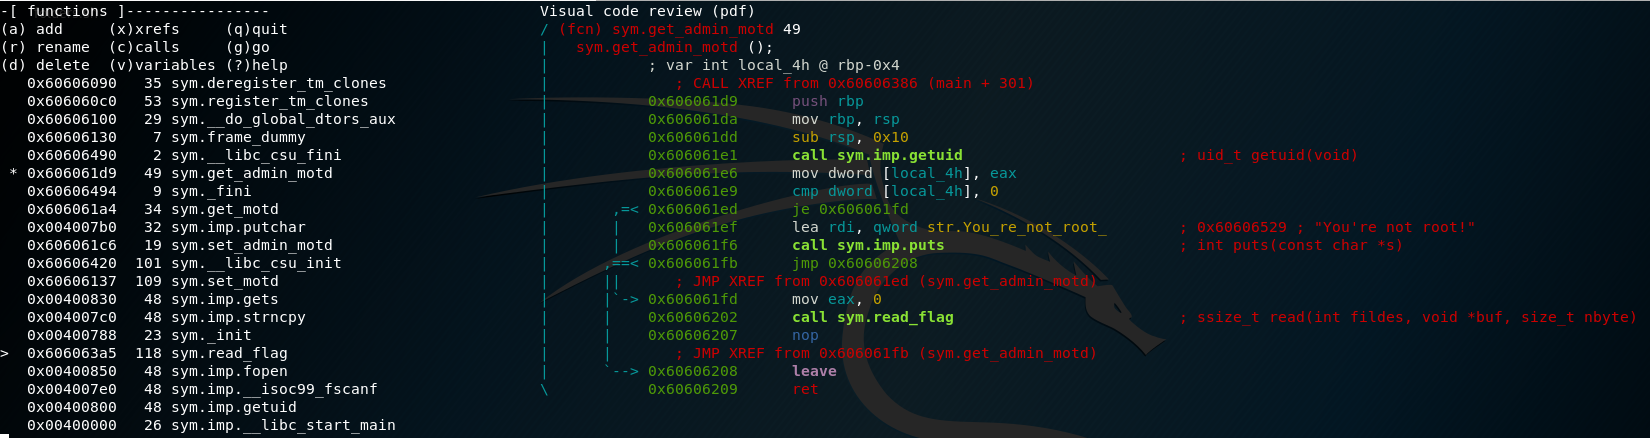 -[ functions ]----------------
(a) add     (x)xrefs     (q)quit
(r) rename  (c)calls     (g)go
(d) delete  (v)variables (?)help
   0x60606090   35 sym.deregister_tm_clones
   0x606060c0   53 sym.register_tm_clones
   0x60606100   29 sym.__do_global_dtors_aux
   0x60606130    7 sym.frame_dummy
   0x60606490    2 sym.__libc_csu_fini
 * 0x606061d9   49 sym.get_admin_motd
   0x60606494    9 sym._fini
   0x606061a4   34 sym.get_motd
   0x004007b0   32 sym.imp.putchar
   0x606061c6   19 sym.set_admin_motd
   0x60606420  101 sym.__libc_csu_init
   0x60606137  109 sym.set_motd
   0x00400830   48 sym.imp.gets
   0x004007c0   48 sym.imp.strncpy
   0x00400788   23 sym._init
>  0x606063a5  118 sym.read_flag
   0x00400850   48 sym.imp.fopen
   0x004007e0   48 sym.imp.__isoc99_fscanf
   0x00400800   48 sym.imp.getuid
   0x00400000   26 sym.imp.__libc_start_main
Visual code review (pdf)
/ (fcn) sym.get_admin_motd 49
|   sym.get_admin_motd ();
|           ; var int local_4h @ rbp-0x4
|              ; CALL XREF from 0x60606386 (main + 301)
|           0x606061d9      push rbp
|           0x606061da      mov rbp, rsp
|           0x606061dd      sub rsp, 0x10
|           0x606061e1      call sym.imp.getuid                        ; uid_t getuid(void)
|           0x606061e6      mov dword [local_4h], eax
|           0x606061e9      cmp dword [local_4h], 0
|       ,=< 0x606061ed      je 0x606061fd
|       |   0x606061ef      lea rdi, qword str.You_re_not_root_        ; 0x60606529 ; "You're not root!"
|       |   0x606061f6      call sym.imp.puts                          ; int puts(const char *s)
|      ,==< 0x606061fb      jmp 0x60606208
|      ||      ; JMP XREF from 0x606061ed (sym.get_admin_motd)
|      |`-> 0x606061fd      mov eax, 0
|      |    0x60606202      call sym.read_flag                         ; ssize_t read(int fildes, void *buf, size_t nbyte)
|      |    0x60606207      nop
|      |       ; JMP XREF from 0x606061fb (sym.get_admin_motd)
|      `--> 0x60606208      leave
\           0x60606209      ret